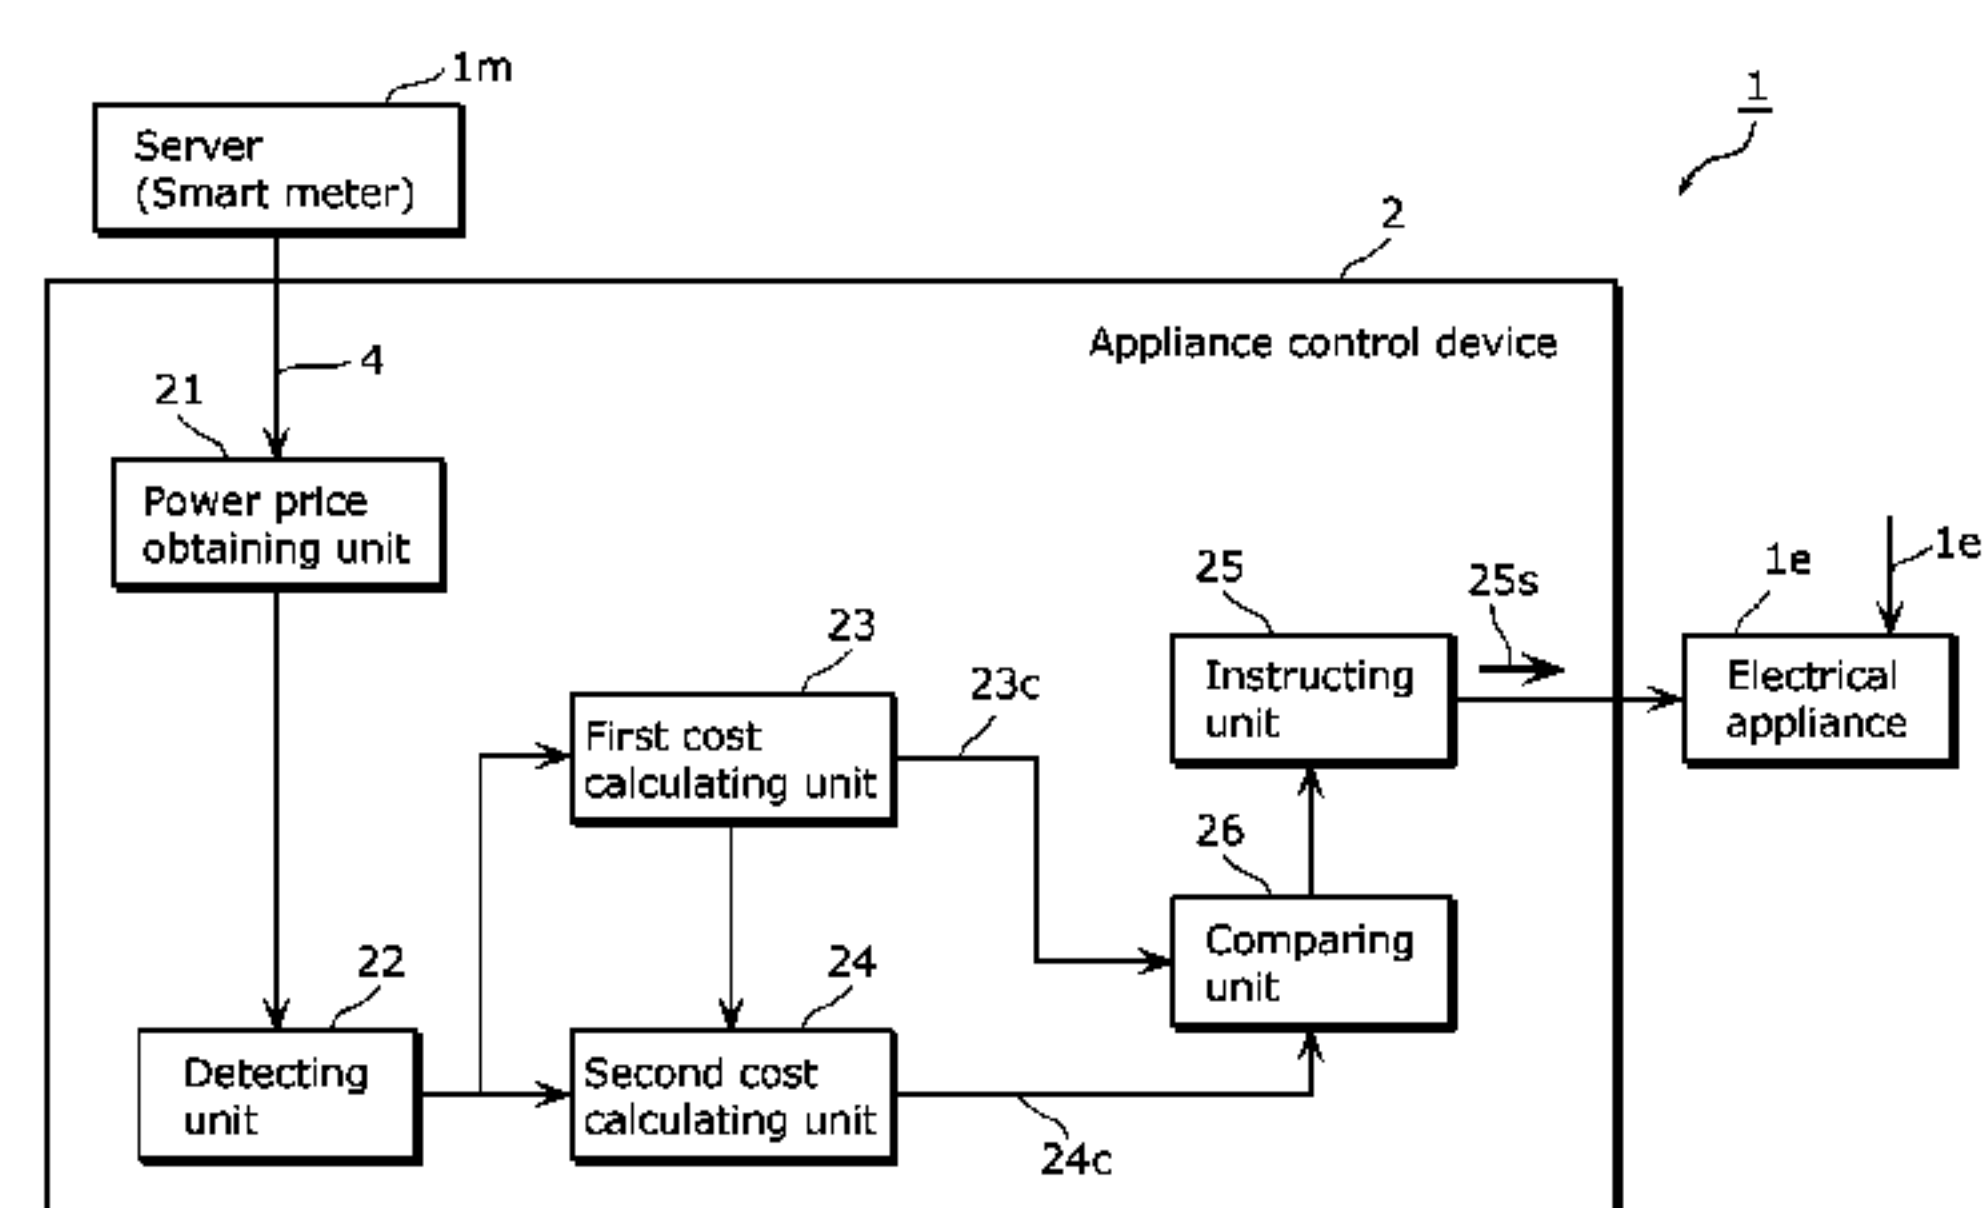 1m
Server
(Smart meter)
1
2
Appliance control device
4
21
Power price
obtaining unit
23
First cost
calculating unit
23c
25
Instructing
unit
25s
1e
Electrical
appliance
1e
26
Comparing
unit
22
Detecting
unit
24
Second cost
calculating unit
24c